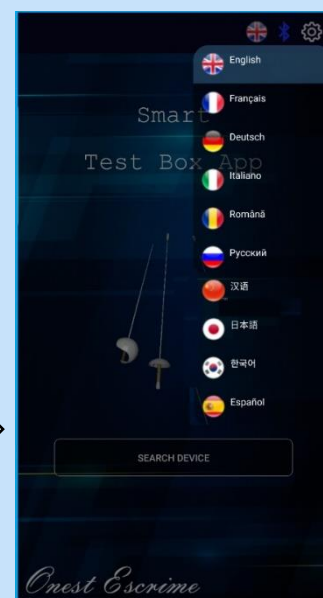 English
Français
Smart
Deutsch
Test Box App
Italiano
Română
Русский
汉语
日本語
한국어
Español
SEARCH DEVICE
Onest Escrime